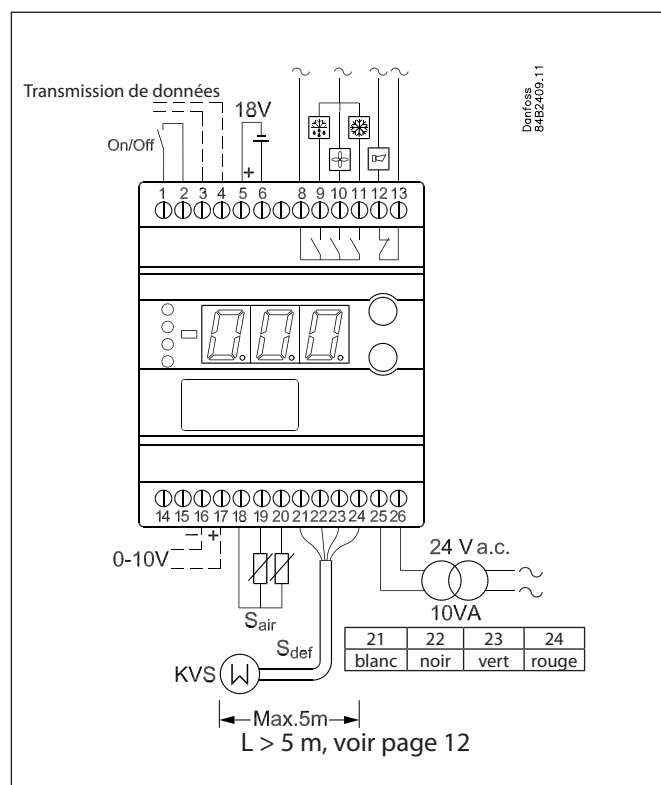 Danfoss
84B2409.11
Transmission de données
18V
On/Off
+
1 2 3 4 5 6 8 9 10 11 12 13
14 15 16 17 18 19 20 21 22 23 24 25 26
− +
0-10V
24 V a.c.
10VA
Sair
Sdef
21 22 23 24
blanc noir vert rouge
KVS
M
Max.5m
L > 5 m, voir page 12